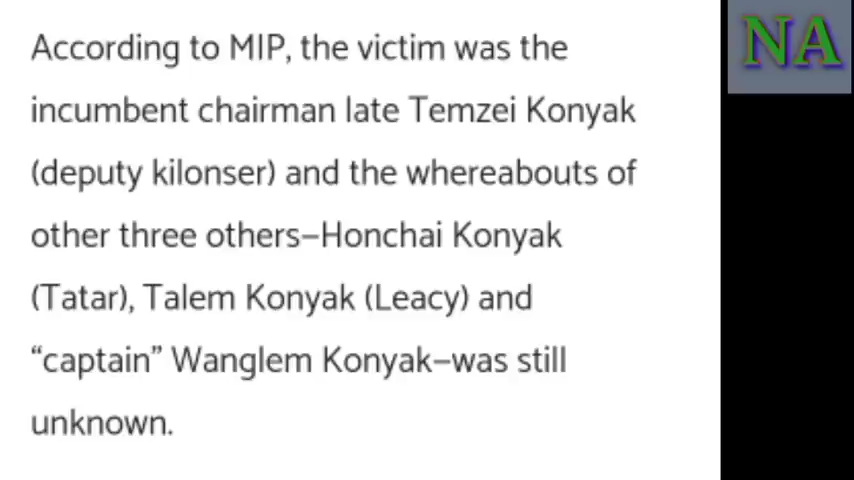 According to MIP, the victim was the
incumbent chairman late Temzei Konyak
(deputy kilonser) and the whereabouts of
other three others–Honchai Konyak
(Tatar), Talem Konyak (Leacy) and
“captain” Wanglem Konyak–was still
unknown.
NA